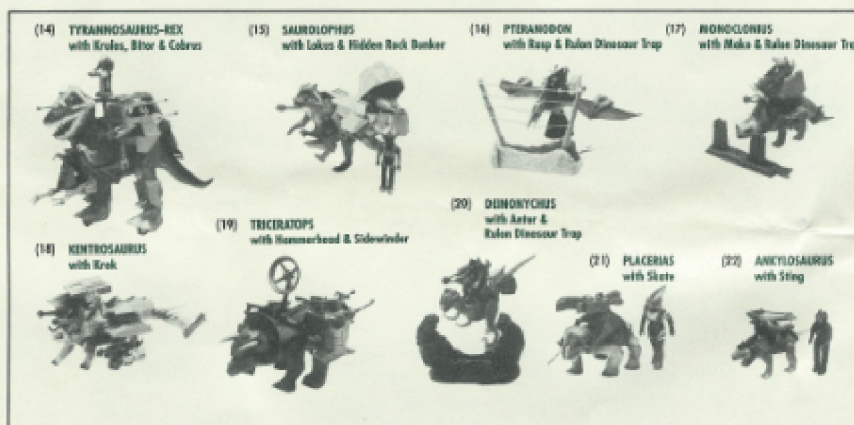 (14) TYRANNOSAURUS-REX
with Krulos, Bitor & Cobrus
(15) SAUROLOPHUS
with Lokus & Hidden Rock Bunker
(16) PTERANODON
with Rasp & Rulon Dinosaur Trap
(17) MONOCLONIUS
with Mako & Rulon Dinosaur Tra
(18) KENTROSAURUS
with Krok
(19) TRICERATOPS
with Hammerhead & Sidewinder
(20) DEINONYCHUS
with Antor &
Rulon Dinosaur Trap
(21) PLACERIAS
with Skate
(22) ANKYLOSAURUS
with Sting